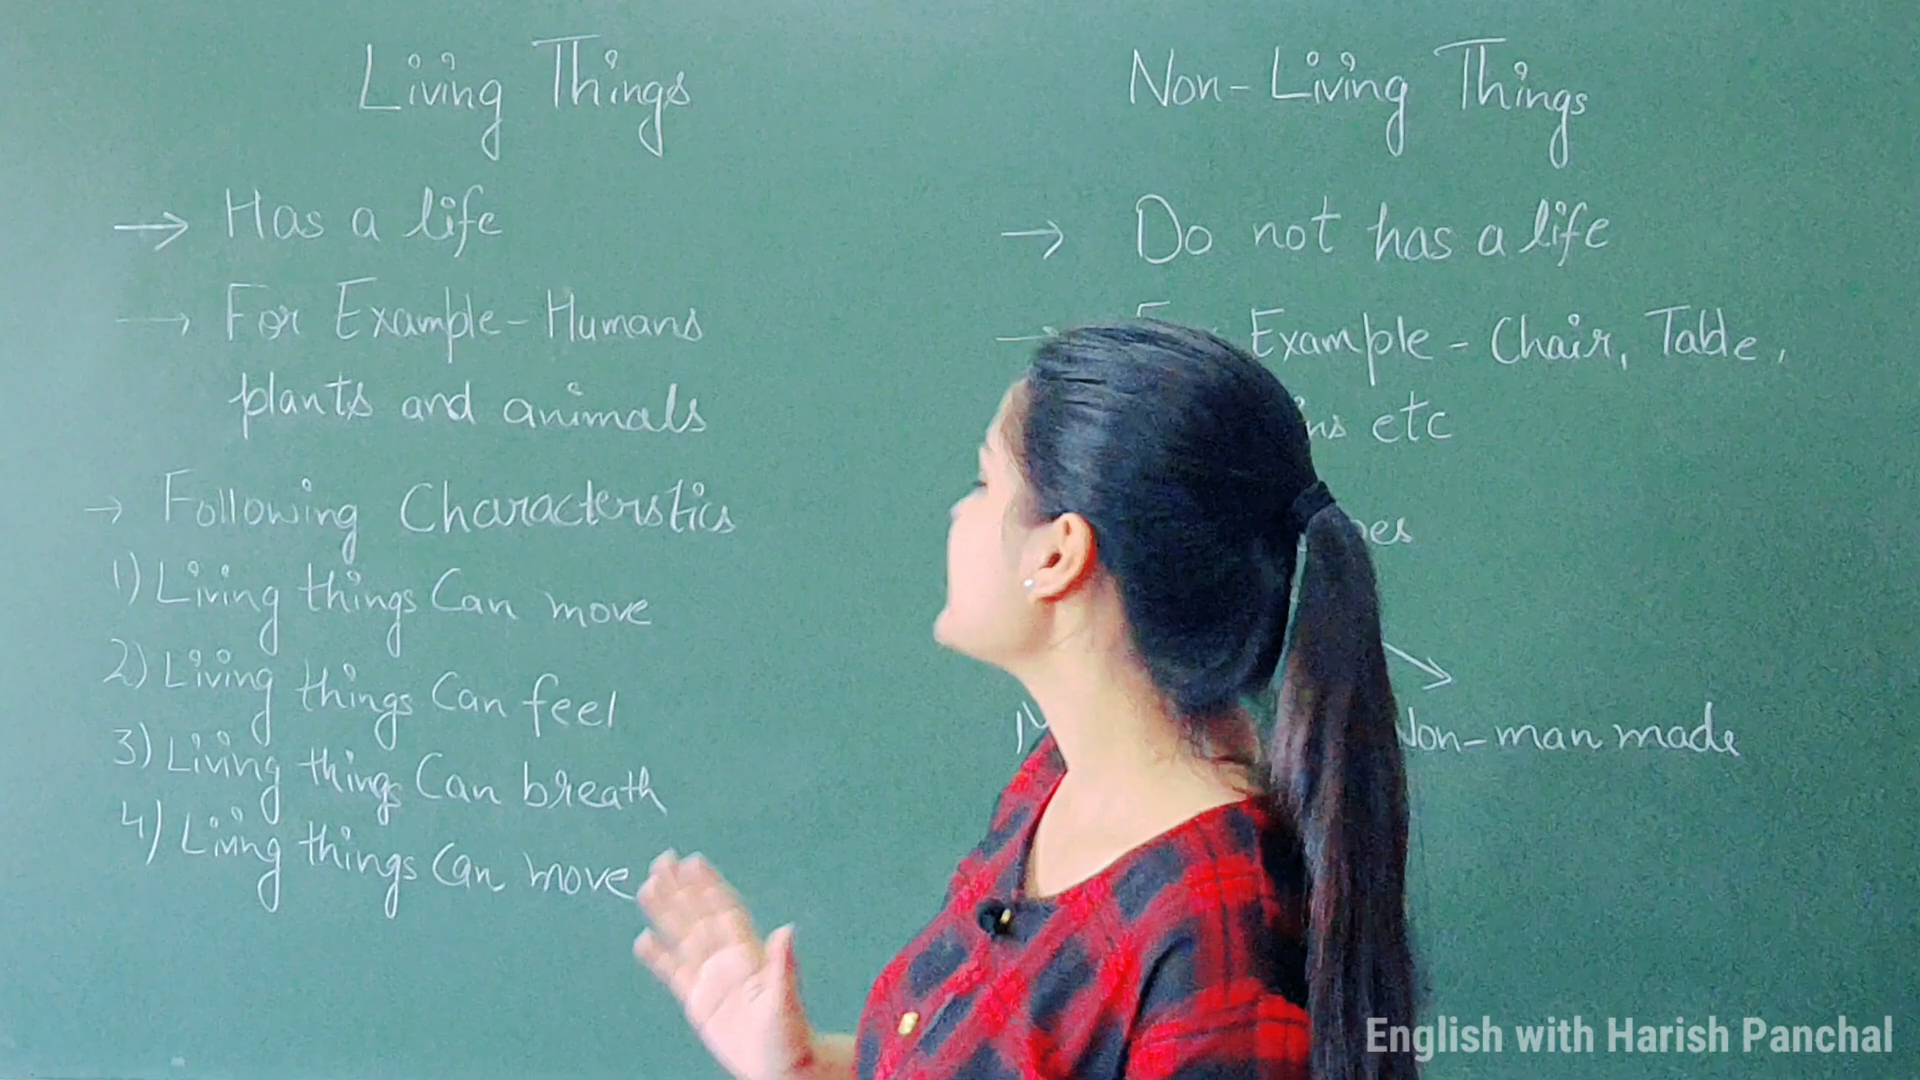 Living Things
→ Has a life
→ For Example - Humans
plants and animals
→ Following Characterstics
1) Living things Can move
2) Living things Can feel
3) Living things Can breath
4) Living things Can move
Non-Living Things
→ Do not has a life
→ Example - Chair, Table,
etc
Non-man made
English with Harish Panchal